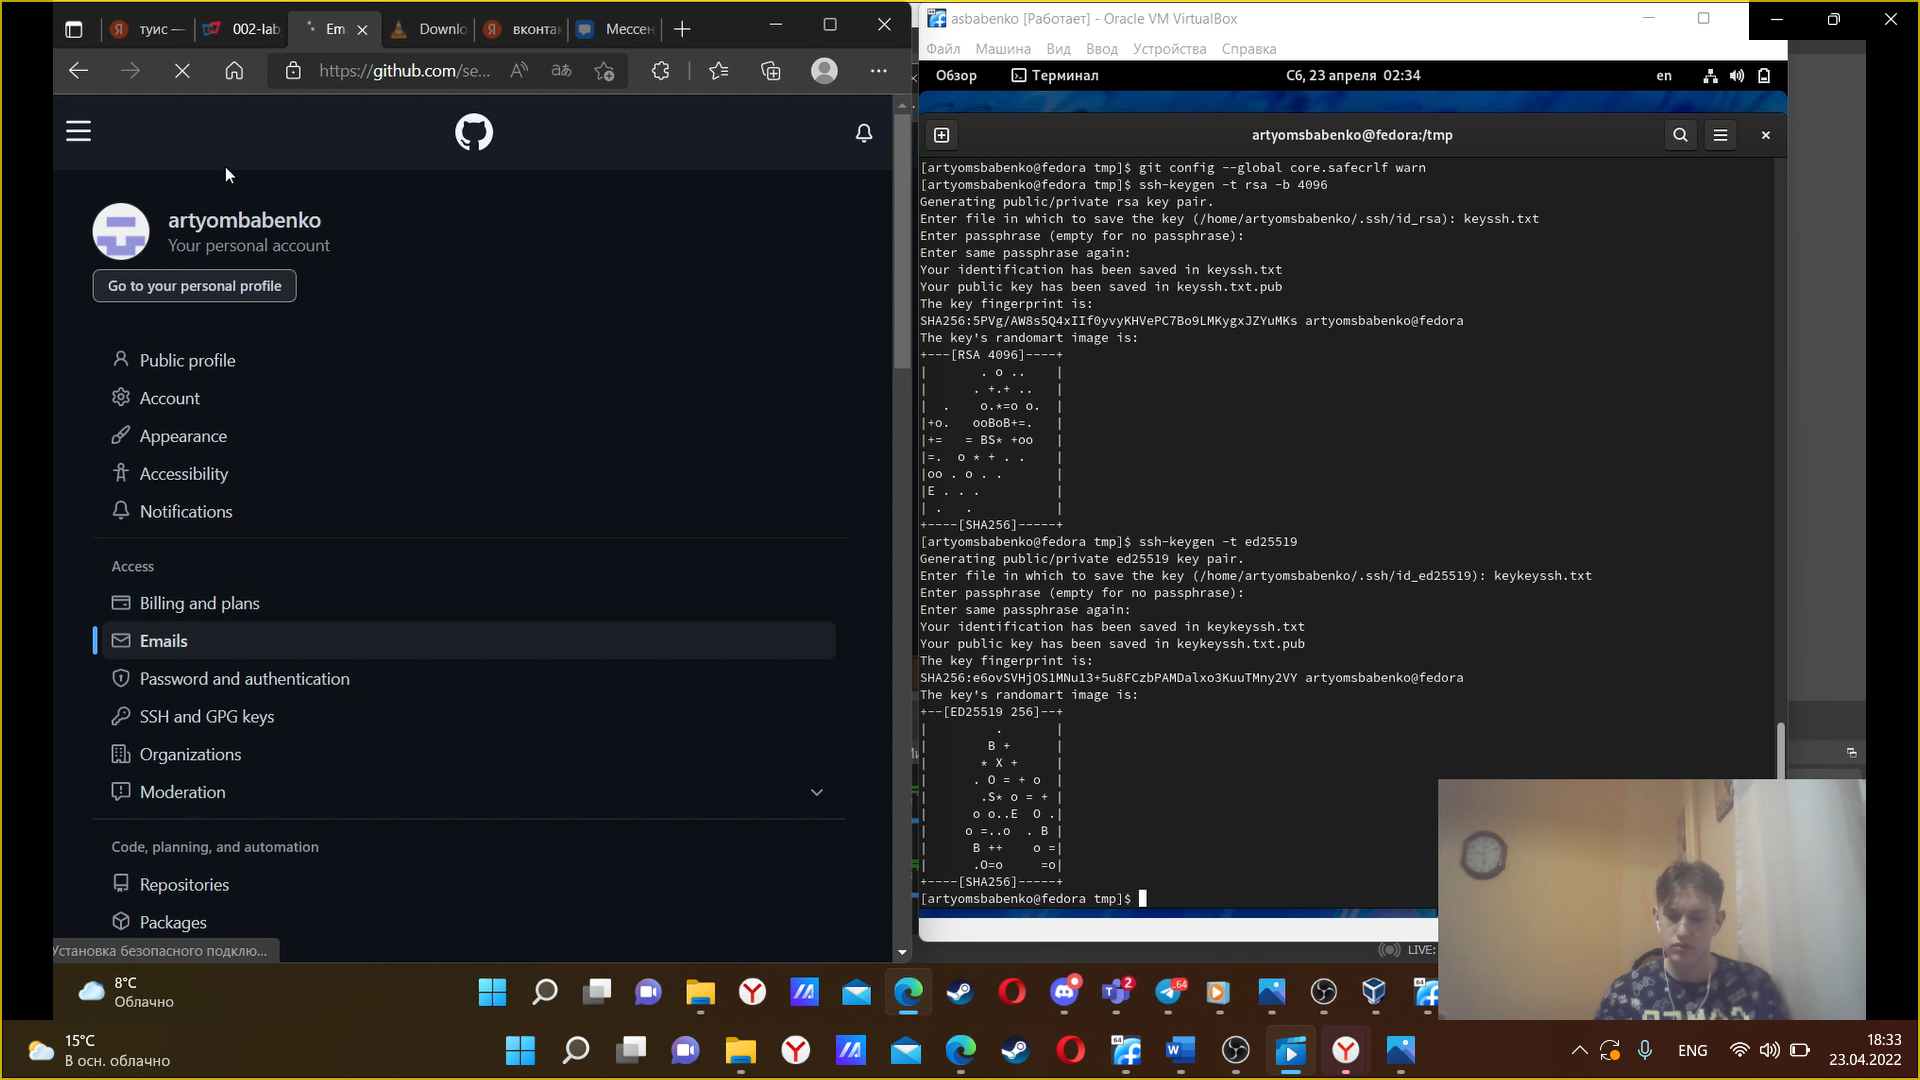 туис —
002-lab
Em
Downlo
вконта
Мессен
https://github.com/se...
artyombabenko
Your personal account
Go to your personal profile
Public profile
Account
Appearance
Accessibility
Notifications
Access
Billing and plans
Emails
Password and authentication
SSH and GPG keys
Organizations
Moderation
Code, planning, and automation
Repositories
Packages
Установка безопасного подклю...
asbabenko [Работает] - Oracle VM VirtualBox
Файл Машина Вид Ввод Устройства Справка
Обзор Терминал Сб, 23 апреля 02:34 en
artyomsbabenko@fedora:/tmp
[artyomsbabenko@fedora tmp]$ git config --global core.safecrlf warn
[artyomsbabenko@fedora tmp]$ ssh-keygen -t rsa -b 4096
Generating public/private rsa key pair.
Enter file in which to save the key (/home/artyomsbabenko/.ssh/id_rsa): keyssh.txt
Enter passphrase (empty for no passphrase):
Enter same passphrase again:
Your identification has been saved in keyssh.txt
Your public key has been saved in keyssh.txt.pub
The key fingerprint is:
SHA256:5PVg/AW8s5Q4xIIf0yvyKHVePC7Bo9LMKygxJZYuMKs artyomsbabenko@fedora
The key's randomart image is:
+---[RSA 4096]----+
|       . o ..    |
|      . +.+ ..   |
|  .    o.*=o o.  |
|+o.   ooBoB+=.   |
|+=   = BS* +oo   |
|=.  o * + . .    |
|oo . o . .       |
|E . . .          |
| .   .           |
+----[SHA256]-----+
[artyomsbabenko@fedora tmp]$ ssh-keygen -t ed25519
Generating public/private ed25519 key pair.
Enter file in which to save the key (/home/artyomsbabenko/.ssh/id_ed25519): keykeyssh.txt
Enter passphrase (empty for no passphrase):
Enter same passphrase again:
Your identification has been saved in keykeyssh.txt
Your public key has been saved in keykeyssh.txt.pub
The key fingerprint is:
SHA256:e6ovSVHjOS1MNu13+5u8FCzbPAMDalxo3KuuTMny2VY artyomsbabenko@fedora
The key's randomart image is:
+--[ED25519 256]--+
|         .       |
|        B +      |
|       * X +     |
|      . O = + o  |
|       .S* o = + |
|      o o..E  O .|
|     o =..o  . B |
|      B ++    o =|
|      .O=o     =o|
+----[SHA256]-----+
[artyomsbabenko@fedora tmp]$
LIVE:
8°C
Облачно
2
64
15°C
В осн. облачно
64
ENG
18:33
23.04.2022